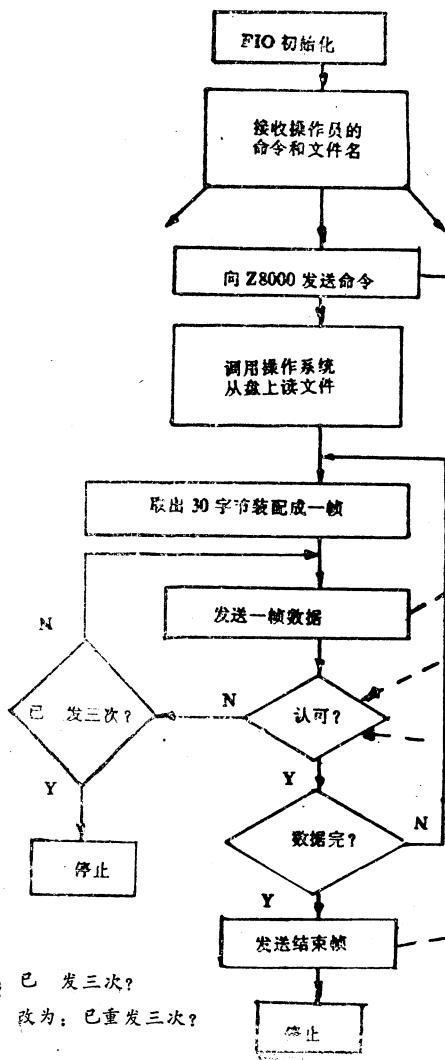 FIO 初始化
接收操作员的
命令和文件名
向 Z8000 发送命令
调用操作系统
从盘上读文件
取出 30 字节装配成一帧
N
发送一帧数据
已 发三次？
N
认可？
Y
Y
数据完？
N
停止
Y
发送结束帧
已 发三次？
改为：已重发三次？
停止